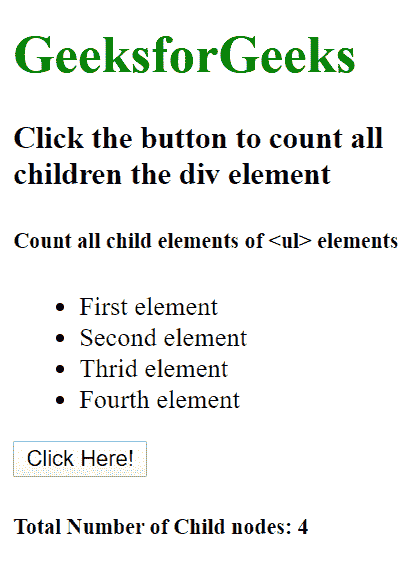 GeeksforGeeks
Click the button to count all
children the div element
Count all child elements of <ul> elements
• First element
• Second element
• Thrid element
• Fourth element
Click Here!
Total Number of Child nodes: 4